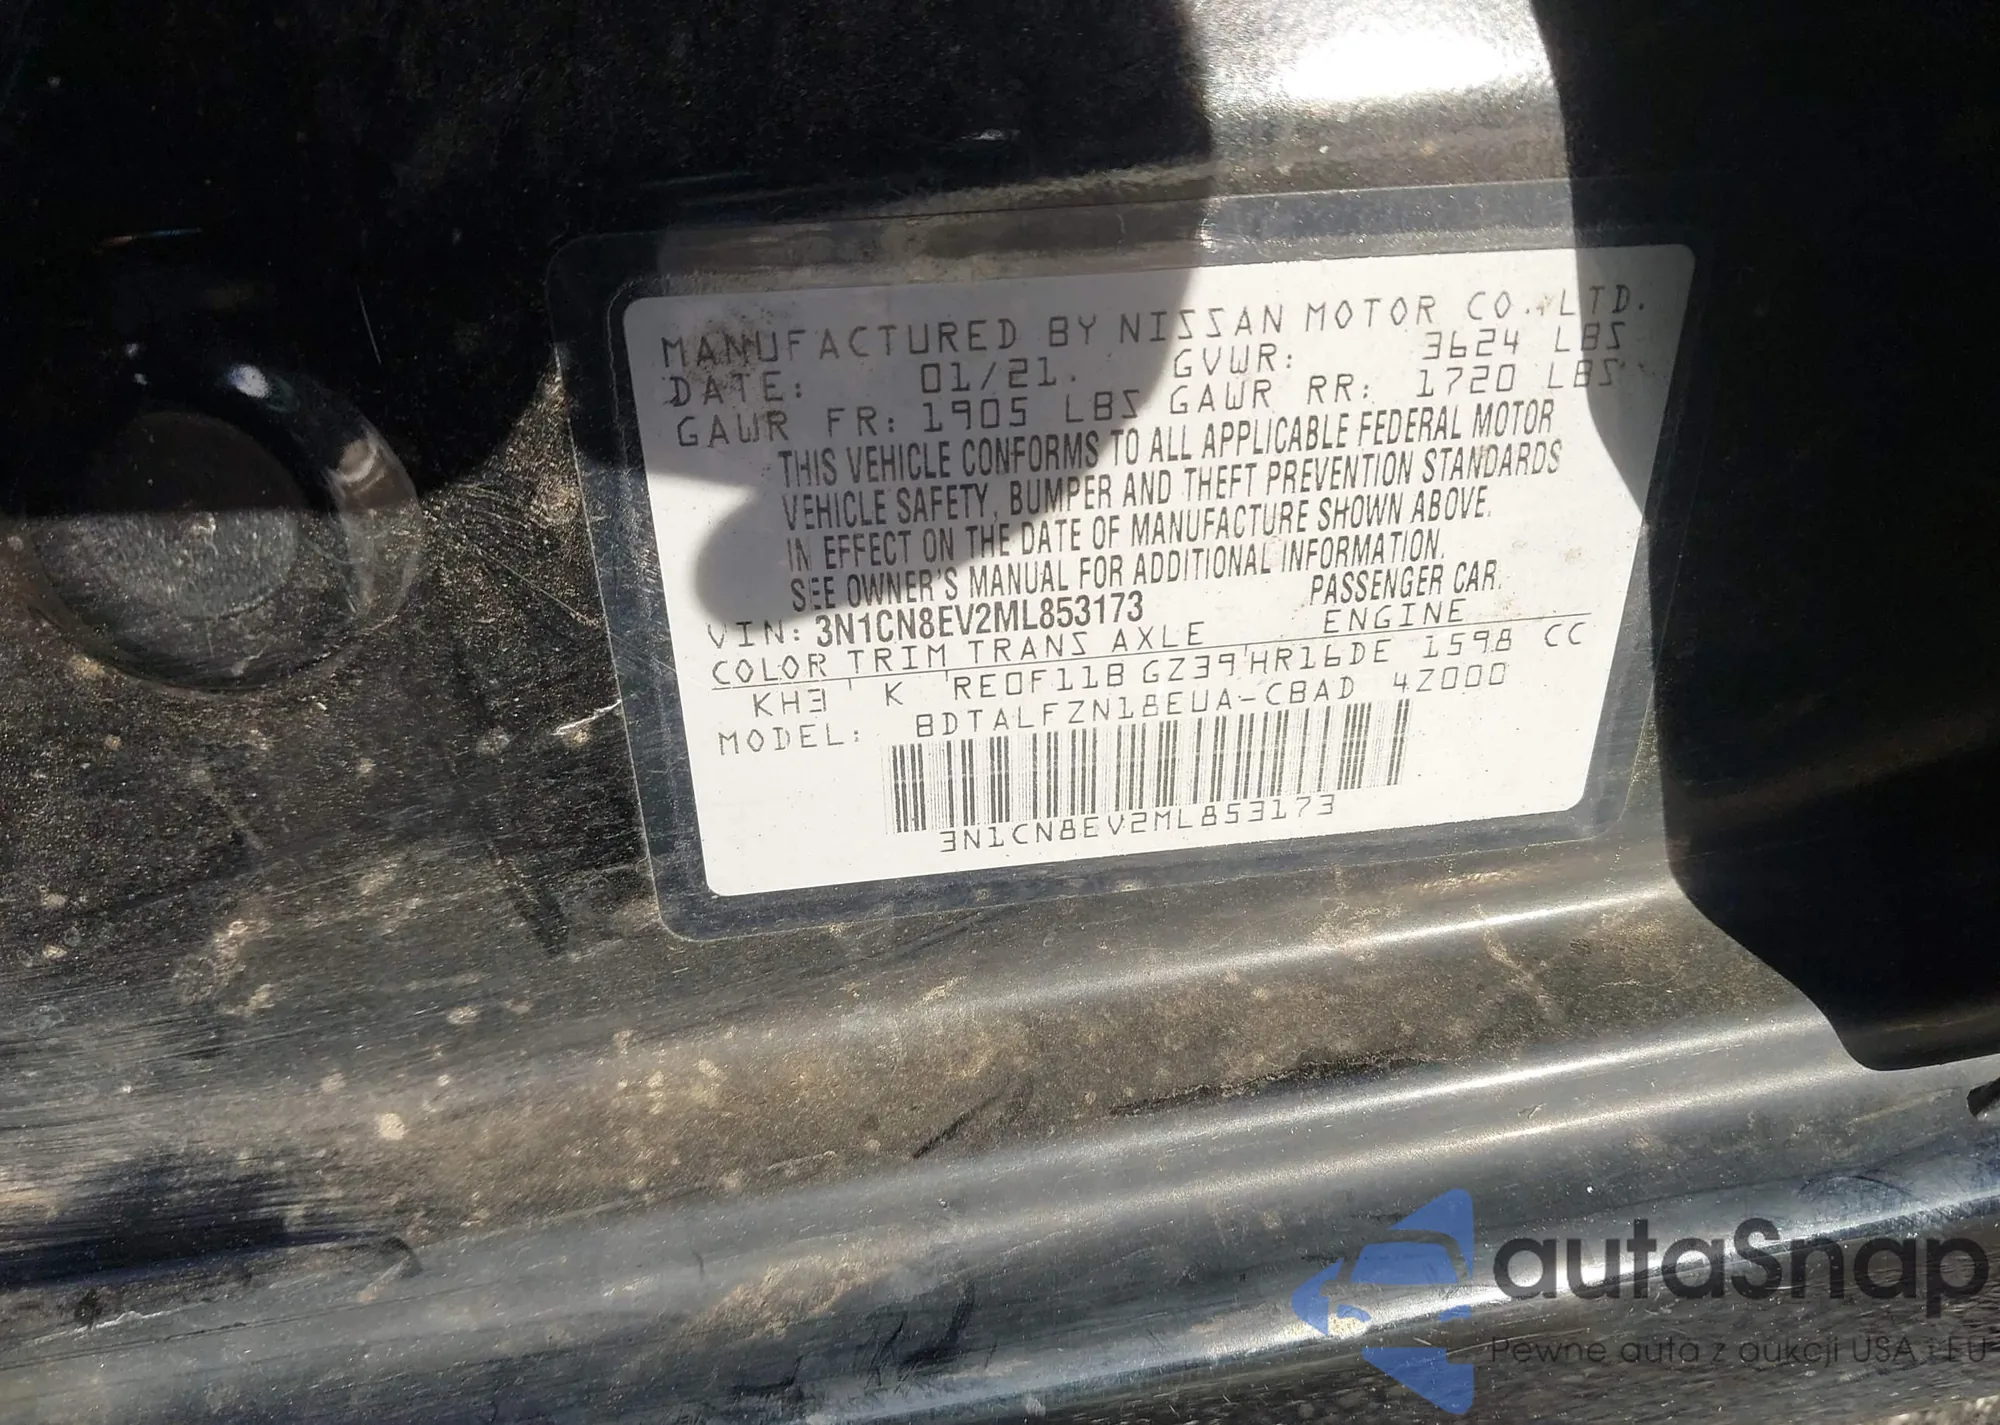 MANUFACTURED BY NISSAN MOTOR CO., LTD.
DATE: 01/21. GVWR: 3624 LBS
GAWR FR: 1905 LBS GAWR RR: 1720 LBS
THIS VEHICLE CONFORMS TO ALL APPLICABLE FEDERAL MOTOR
VEHICLE SAFETY, BUMPER AND THEFT PREVENTION STANDARDS
IN EFFECT ON THE DATE OF MANUFACTURE SHOWN ABOVE.
SEE OWNER'S MANUAL FOR ADDITIONAL INFORMATION.
VIN: 3N1CN8EV2ML853173 PASSENGER CAR.
COLOR TRIM TRANS AXLE ENGINE
KH3 K RE0F11B GZ39 HR16DE 1598 CC
MODEL: BDTALFZN18EUA-CBAD 4Z000
3N1CN8EV2ML853173
autaSnap
Pewne auta z aukcji USA i EU